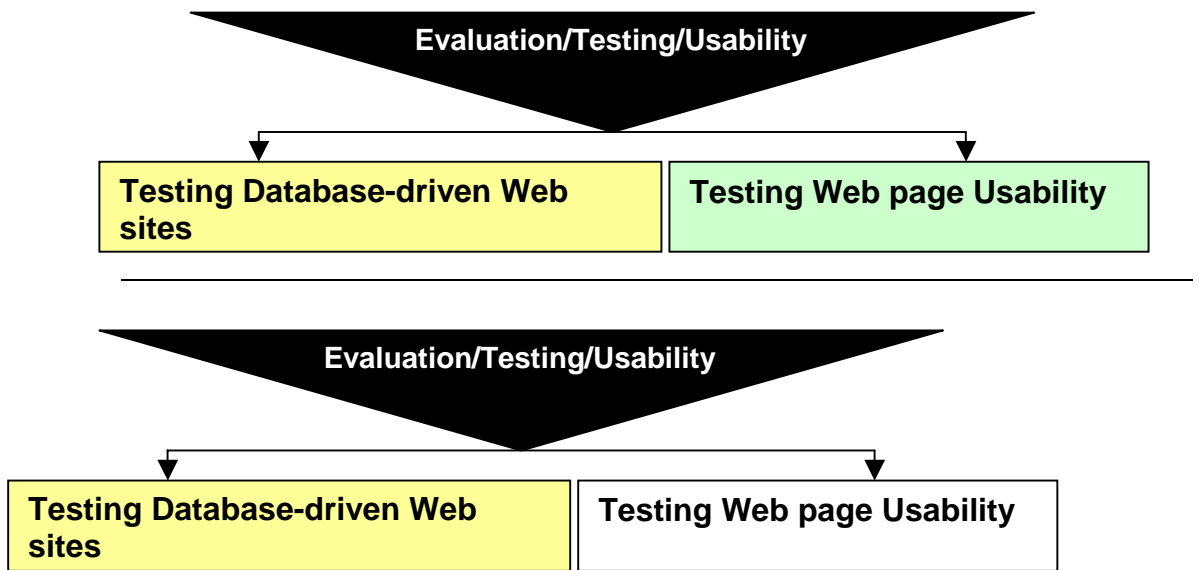 Evaluation/Testing/Usability
Testing Database-driven Web
sites
Testing Web page Usability
Evaluation/Testing/Usability
Testing Database-driven Web
sites
Testing Web page Usability